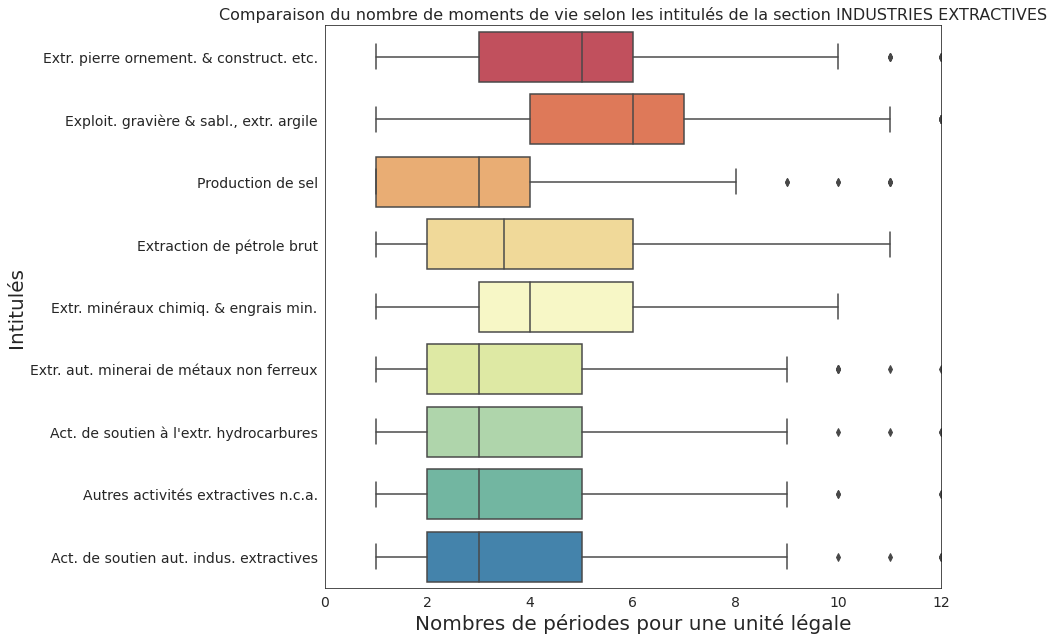 Comparaison du nombre de moments de vie selon les intitulés de la section INDUSTRIES EXTRACTIVES
Extr. pierre ornement. & construct. etc.
Exploit. gravière & sabl., extr. argile
Production de sel
Extraction de pétrole brut
Extr. minéraux chimiq. & engrais min.
Extr. aut. minerai de métaux non ferreux
Act. de soutien à l'extr. hydrocarbures
Autres activités extractives n.c.a.
Act. de soutien aut. indus. extractives
Intitulés
0 2 4 6 8 10 12
Nombres de périodes pour une unité légale